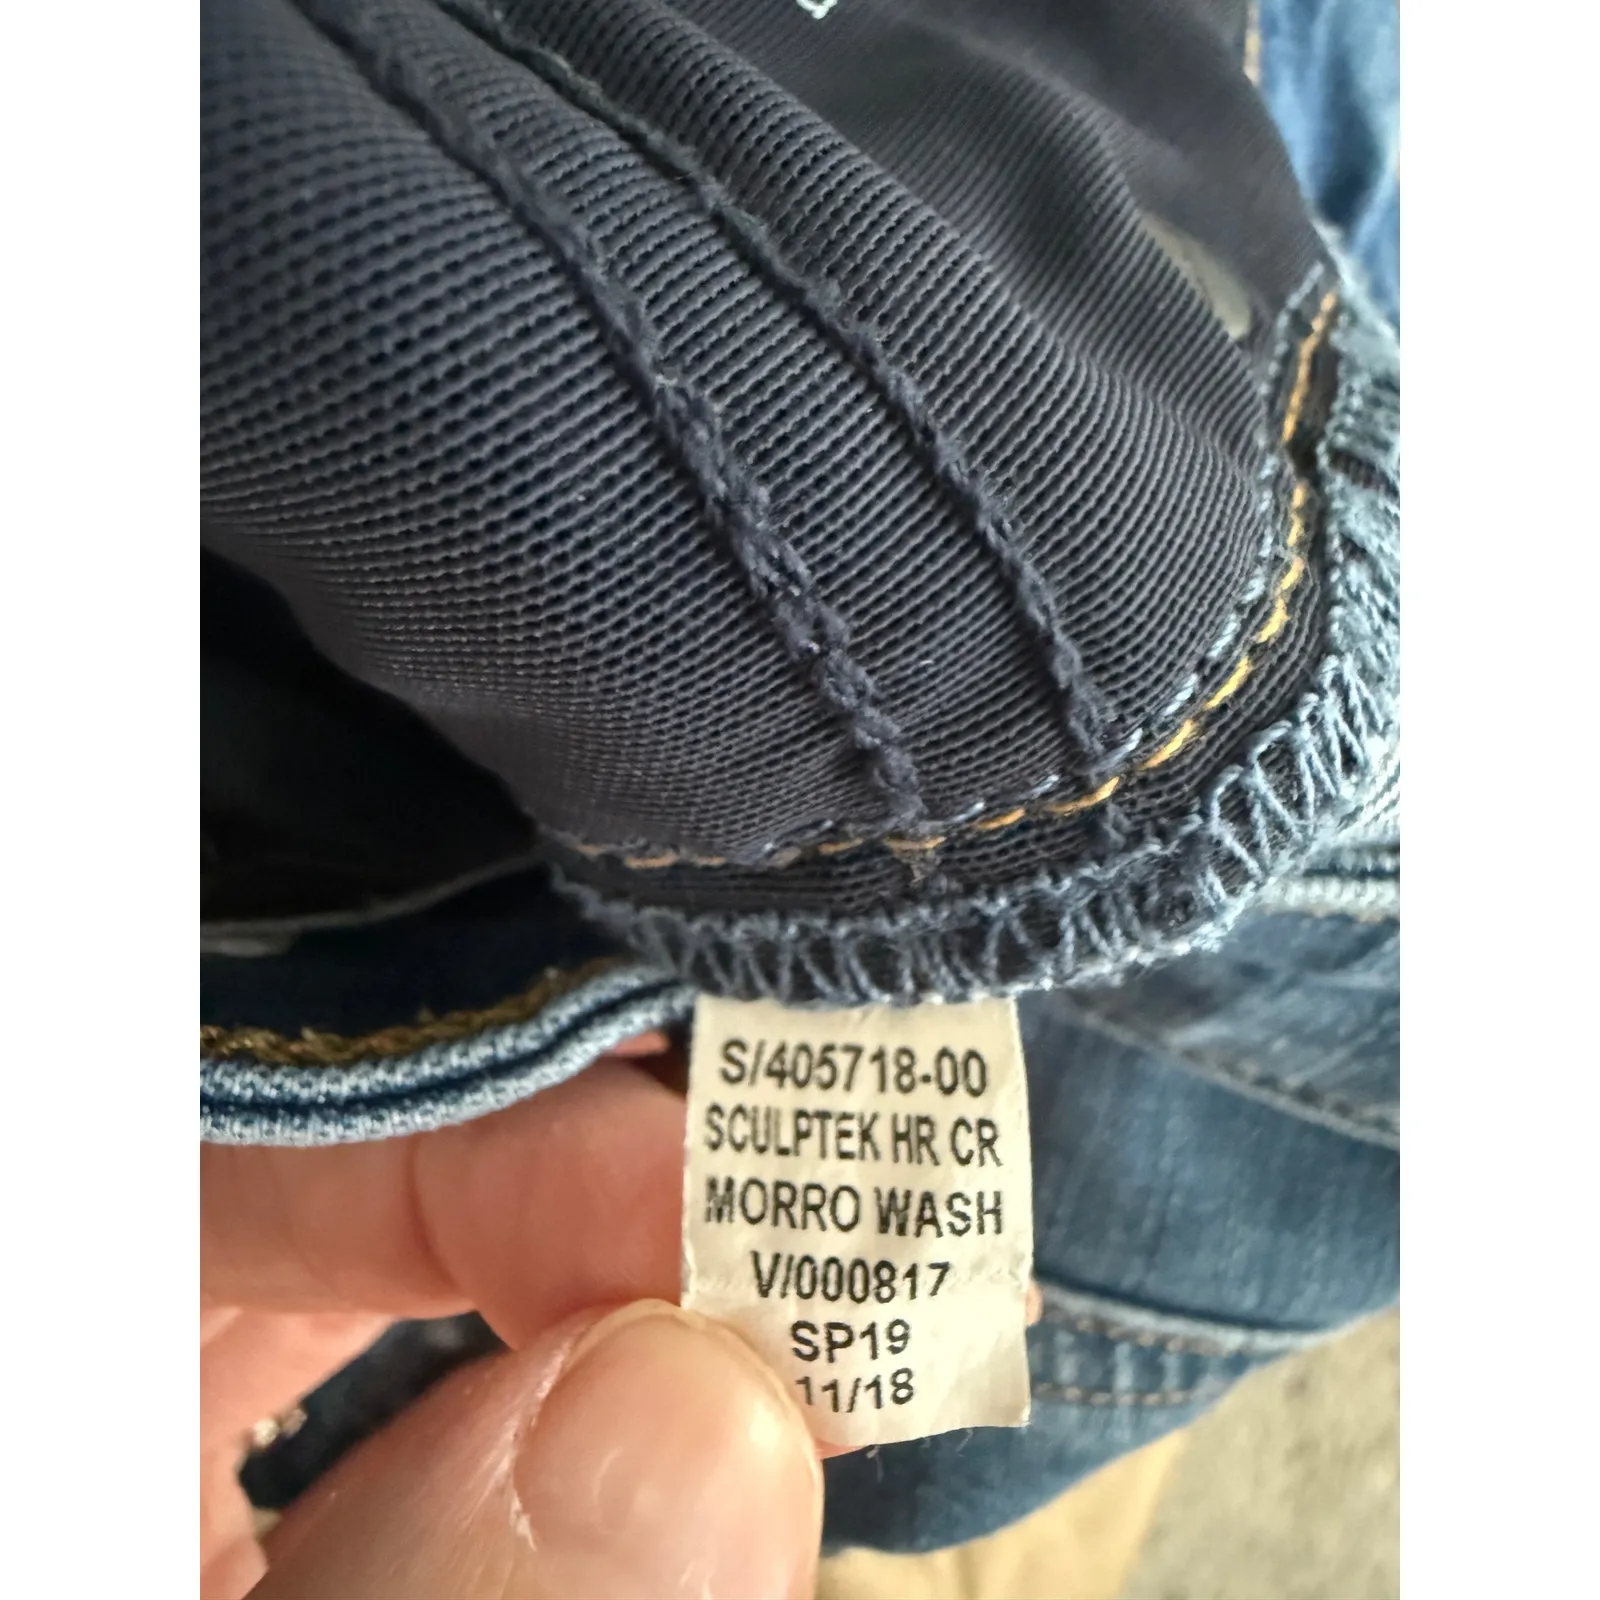 S/405718-00
SCULPTEK HR CR
MORRO WASH
V/000817
SP19
11/18